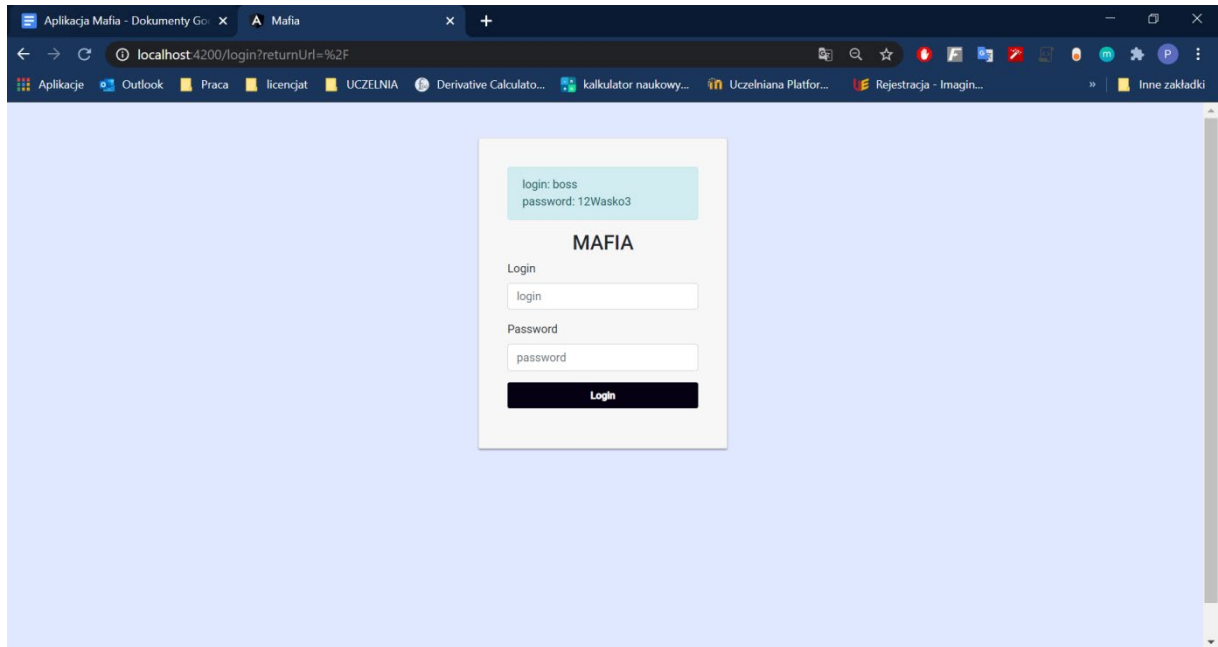 Aplikacja Mafia - Dokumenty Go
Mafia
localhost:4200/login?returnUrl=%2F
P
Aplikacje
Outlook
Praca
licencjat
UCZELNIA
Derivative Calculato...
kalkulator naukowy...
Uczelniana Platfor...
Rejestracja - Imagin...
»
Inne zakładki
login: boss
password: 12Wasko3
MAFIA
Login
login
Password
password
Login